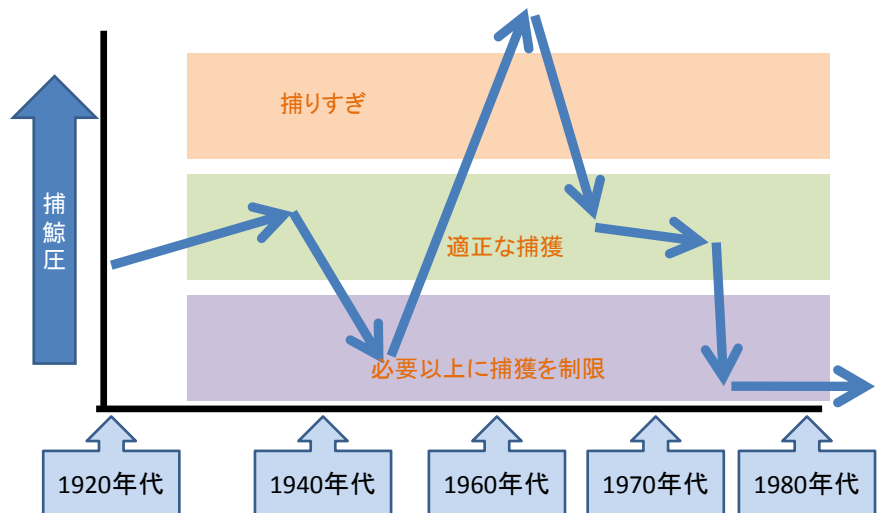 捕りすぎ
捕鯨圧
適正な捕獲
必要以上に捕獲を制限
1920年代
1940年代
1960年代
1970年代
1980年代